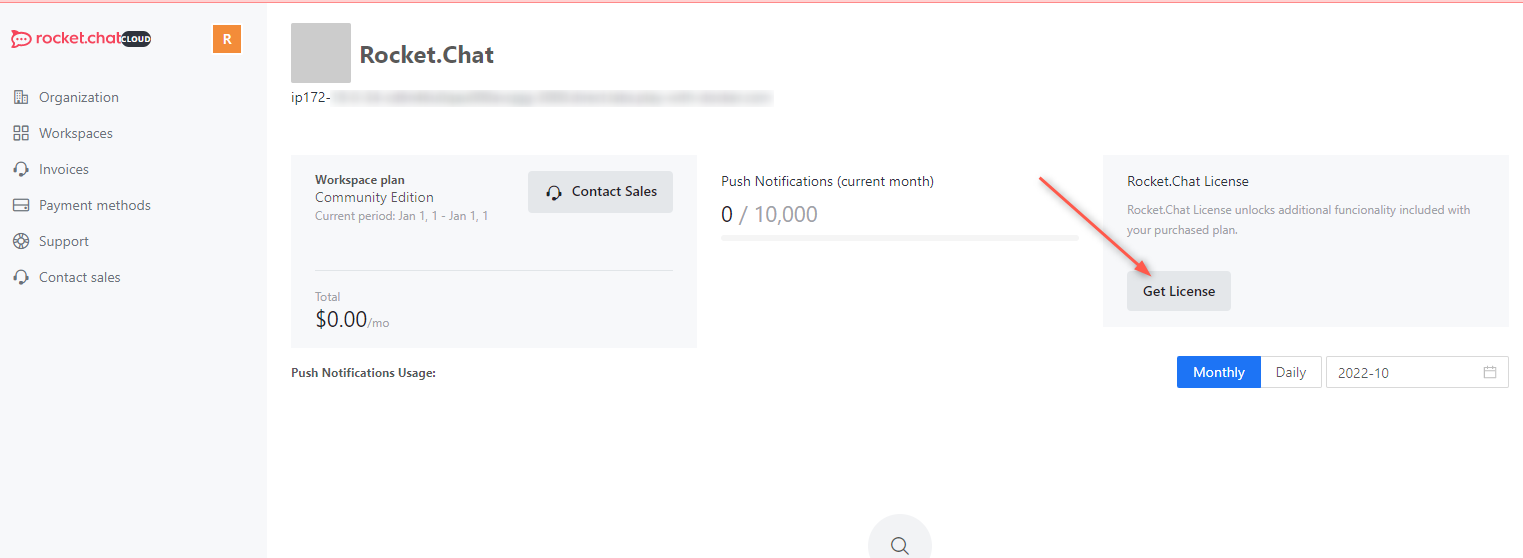 rocket.chat CLOUD
R
Organization
Workspaces
Invoices
Payment methods
Support
Contact sales
Rocket.Chat
ip172-
Workspace plan
Community Edition
Current period: Jan 1, 1 - Jan 1, 1
Contact Sales
Total
$0.00/mo
Push Notifications (current month)
0 / 10,000
Rocket.Chat License
Rocket.Chat License unlocks additional funcionality included with
your purchased plan.
Get License
Push Notifications Usage:
Monthly
Daily
2022-10